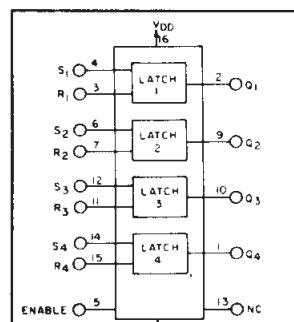 VDD
16
S1 4 LATCH 1 2 Q1
R1 3
S2 6 LATCH 2 9 Q2
R2 7
S3 12 LATCH 3 10 Q3
R3 11
S4 14 LATCH 4 1 Q4
R4 15
ENABLE 5 13 NC